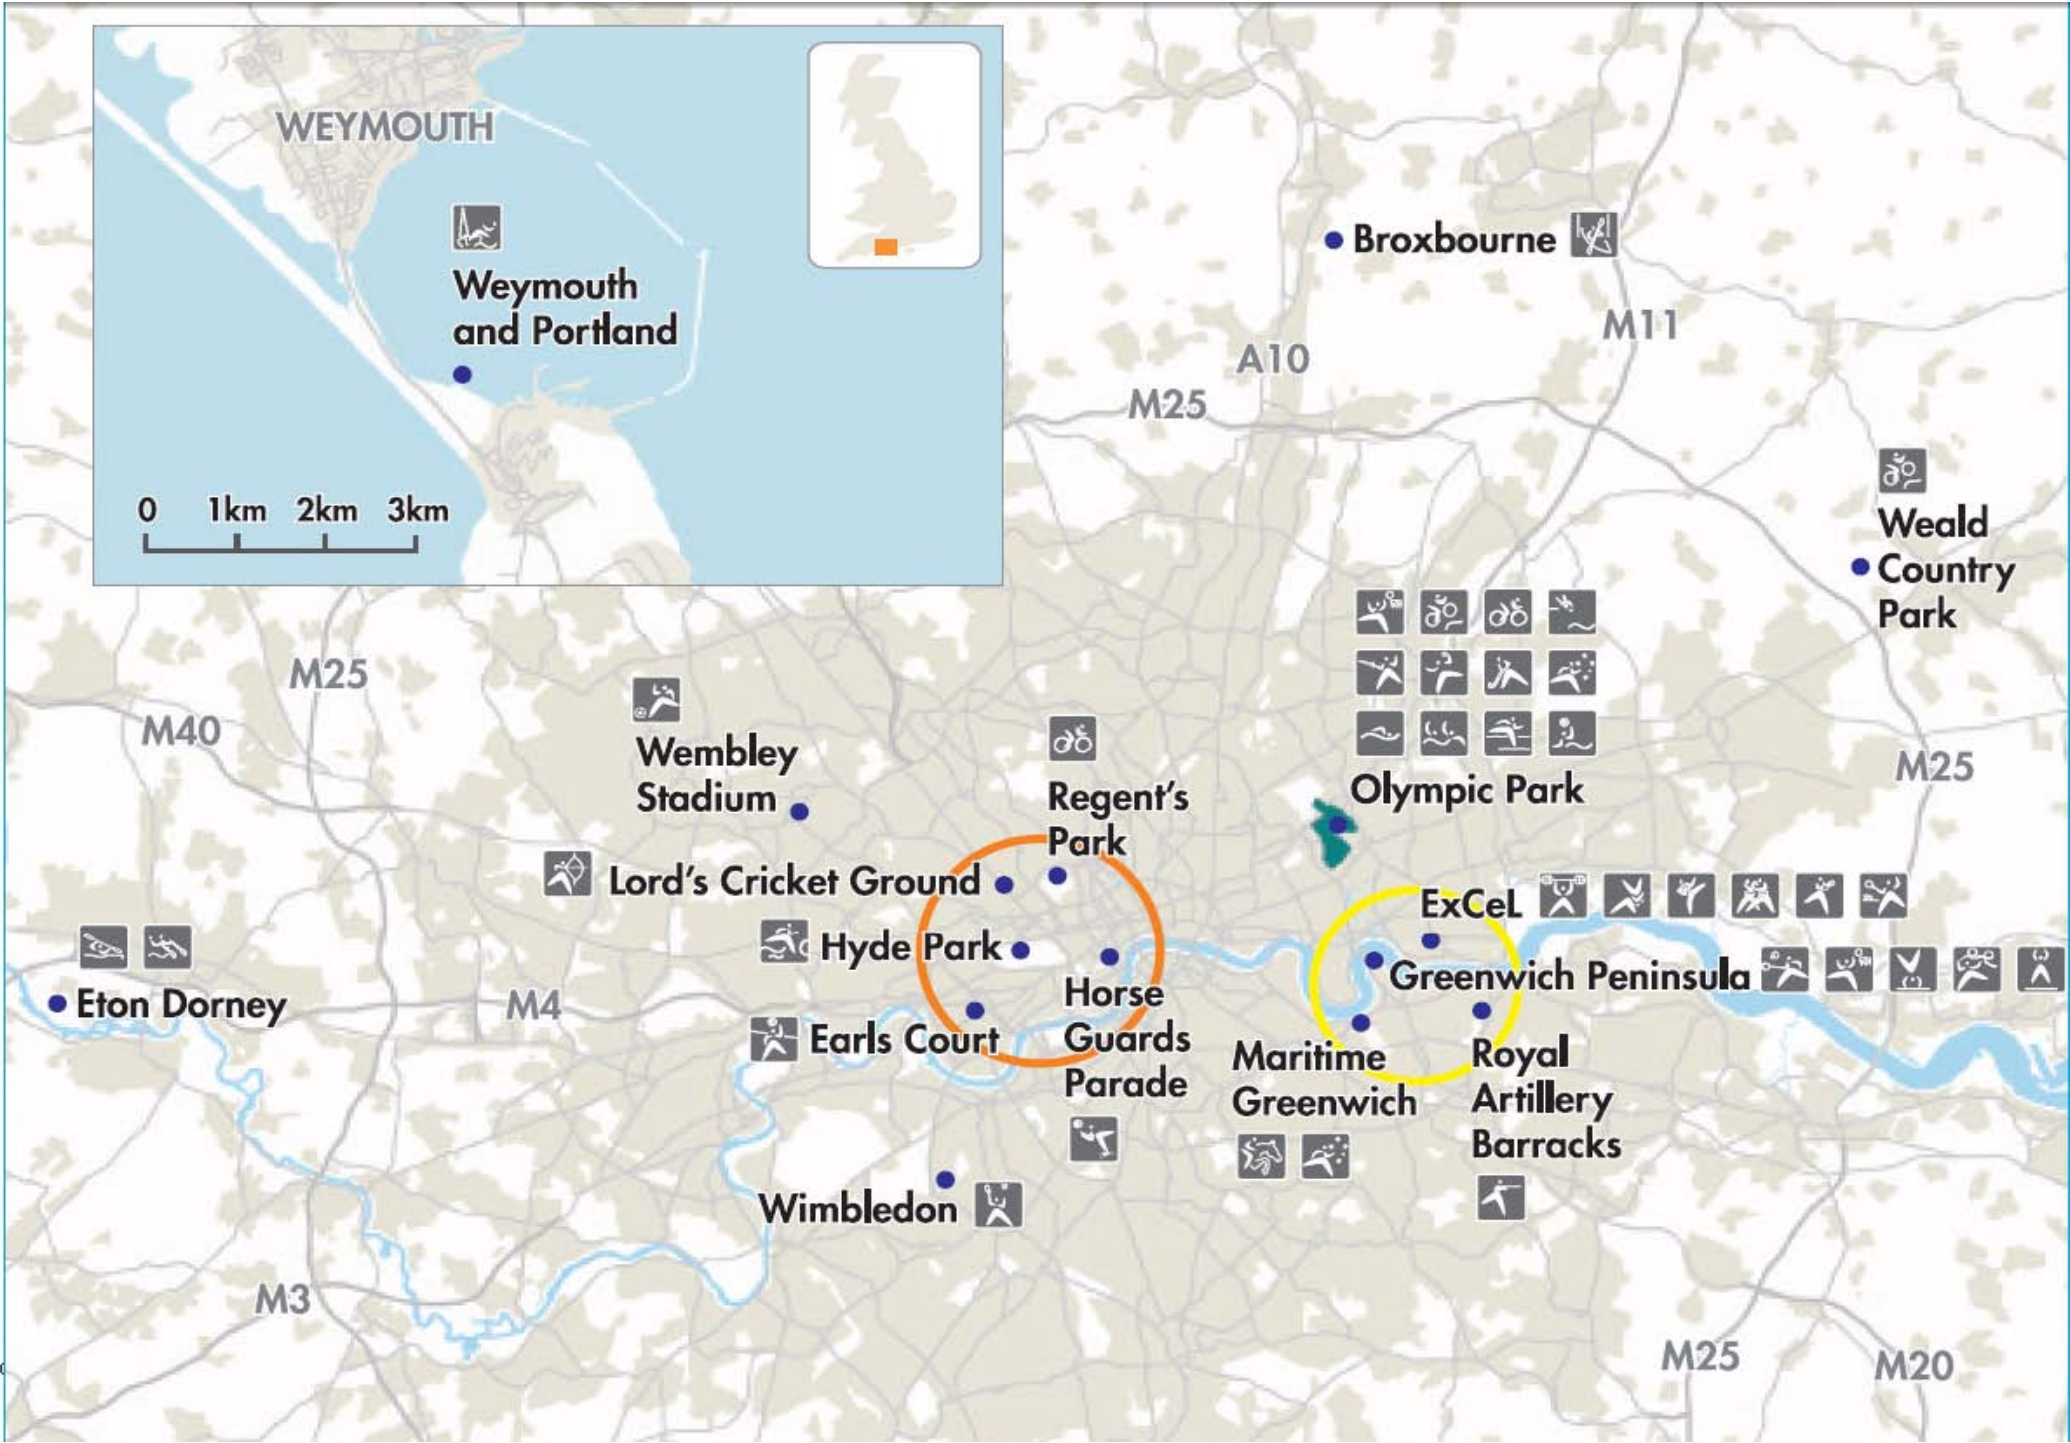 WEYMOUTH
Weymouth
and Portland
0 1km 2km 3km
Broxbourne
M11
A10
M25
Weald
Country
Park
M25
M40
Wembley
Stadium
Regent's
Park
Olympic Park
M25
Lord's Cricket Ground
ExCeL
Hyde Park
Greenwich Peninsula
Eton Dorney
M4
Earls Court
Horse
Guards
Parade
Maritime
Greenwich
Royal
Artillery
Barracks
Wimbledon
M3
M25
M20